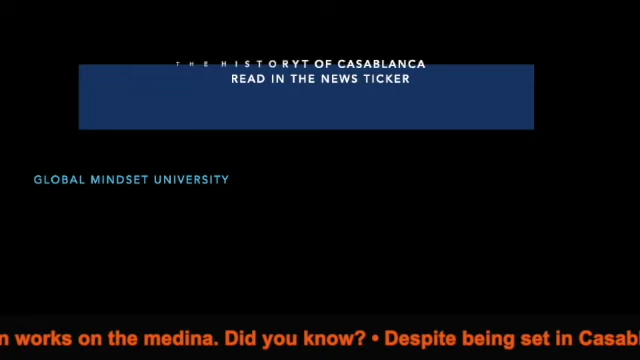 THE HISTORYT OF CASABLANCA
READ IN THE NEWS TICKER
GLOBAL MINDSET UNIVERSITY
works on the medina. Did you know? • Despite being set in